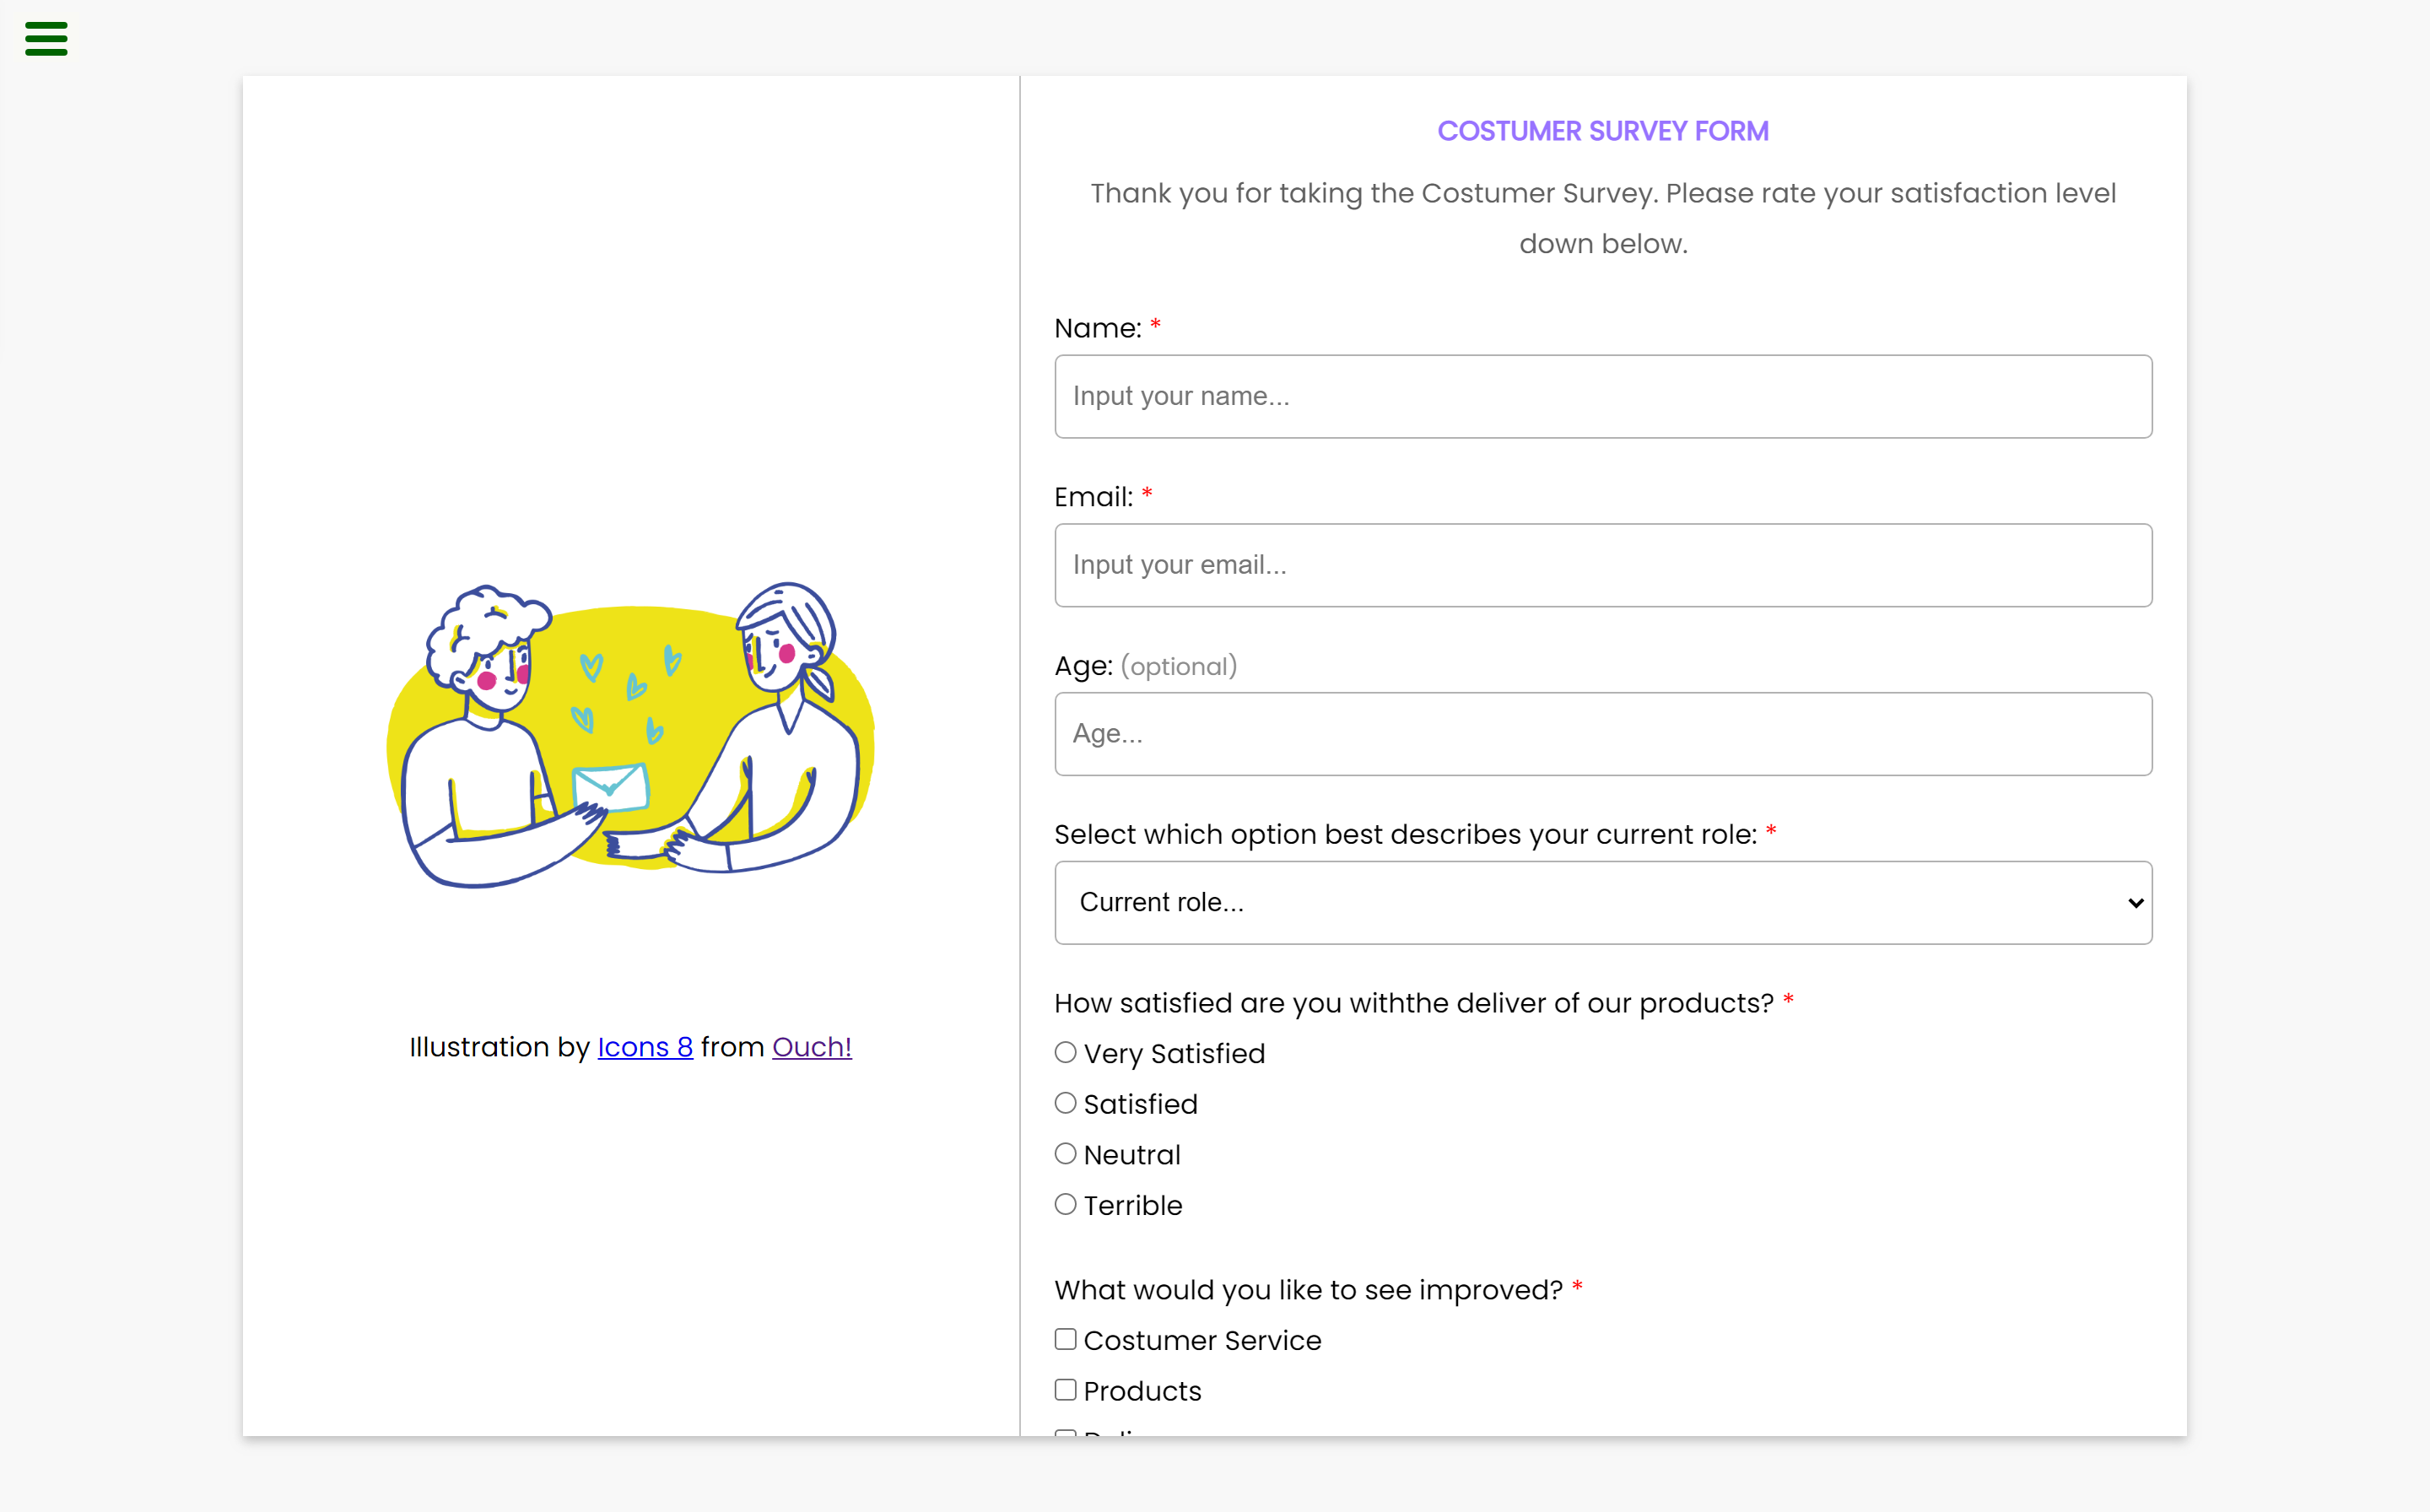 COSTUMER SURVEY FORM
Thank you for taking the Costumer Survey. Please rate your satisfaction level
down below.
Name: *
Input your name...
Email: *
Input your email...
Age: (optional)
Age...
Select which option best describes your current role: *
Current role...
How satisfied are you withthe deliver of our products? *
Very Satisfied
Satisfied
Neutral
Terrible
What would you like to see improved? *
Costumer Service
Products
Illustration by Icons 8 from Ouch!